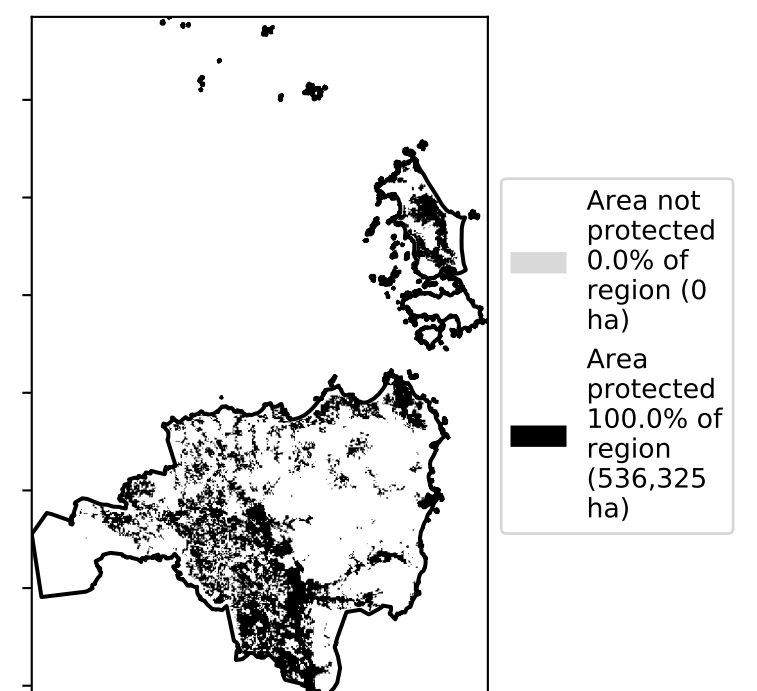 Area not
protected
0.0% of
region (0
ha)
Area
protected
100.0% of
region
(536,325
ha)